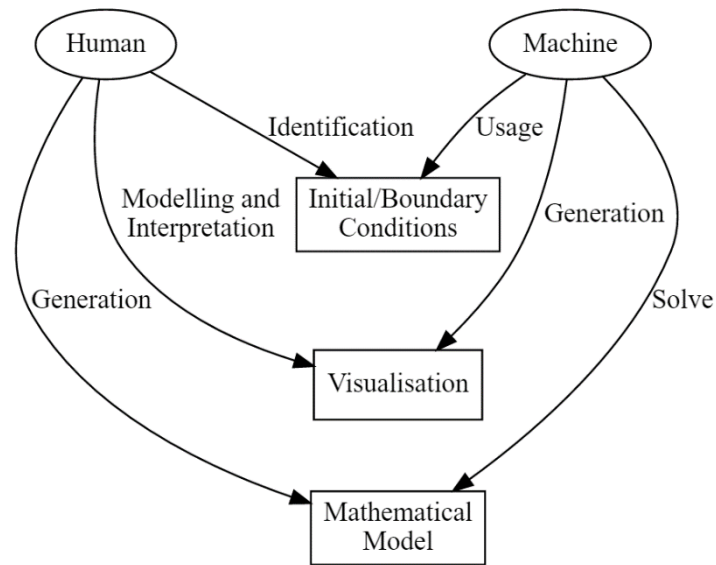 Human
Machine
Identification
Usage
Modelling and
Interpretation
Initial/Boundary
Conditions
Generation
Generation
Solve
Visualisation
Mathematical
Model